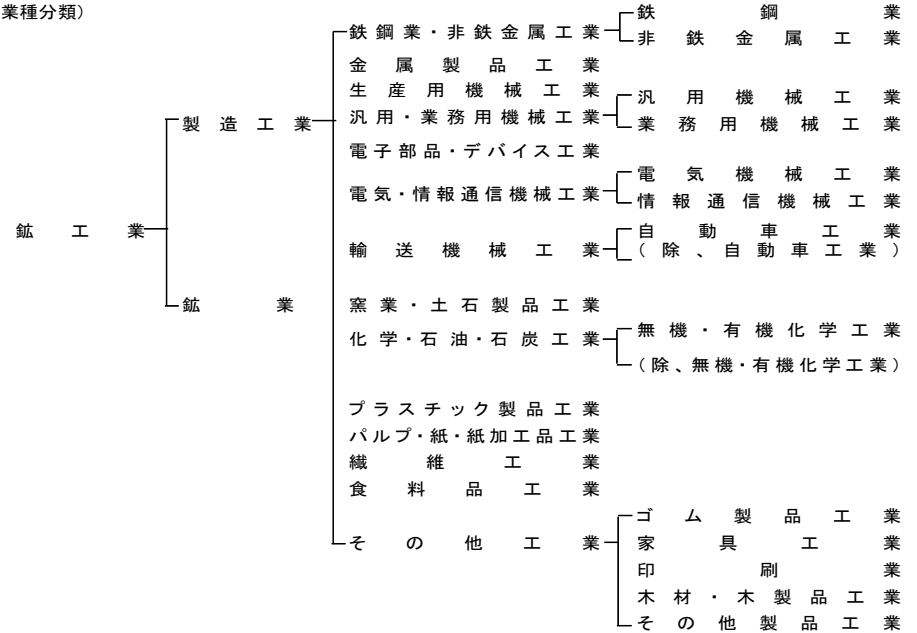 業種分類)
鉄鋼業
鉄鋼業・非鉄金属工業
非鉄金属工業
金属製品工業
生産用機械工業
汎用機械工業
製造工業
汎用・業務用機械工業
業務用機械工業
電子部品・デバイス工業
電気機械工業
電気・情報通信機械工業
情報通信機械工業
鉱工業
自動車工業
輸送機械工業
(除、自動車工業)
鉱業
窯業・土石製品工業
無機・有機化学工業
化学・石油・石炭工業
(除、無機・有機化学工業)
プラスチック製品工業
パルプ・紙・紙加工品工業
繊維工業
食料品工業
ゴム製品工業
その他工業
家具工業
印刷業
木材・木製品工業
その他製品工業